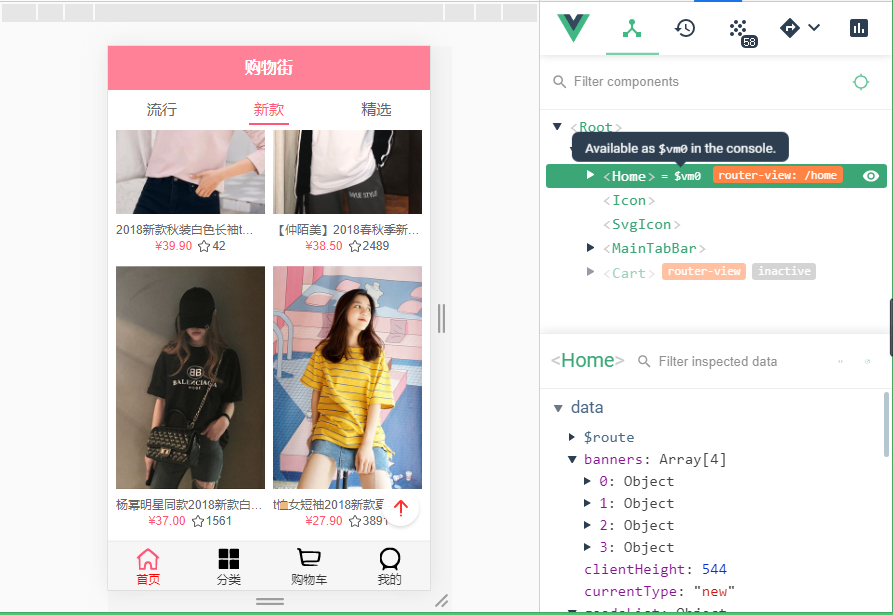 购物街
流行 新款 精选
YUE STYLE
2018新款秋装白色长袖t...
¥39.90 42
【仲陌美】2018春秋季新...
¥38.50 2489
BB
BALENCIAGA
杨幂明星同款2018新款白...
¥37.00 1561
t恤女短袖2018新款夏
¥27.90 3891
首页 分类 购物车 我的
58
Filter components
<Root>
Available as $vm0 in the console.
<Home> = $vm0 router-view: /home
<Icon>
<SvgIcon>
<MainTabBar>
<Cart> router-view inactive
<Home> Filter inspected data
data
$route
banners: Array[4]
0: Object
1: Object
2: Object
3: Object
clientHeight: 544
currentType: "new"